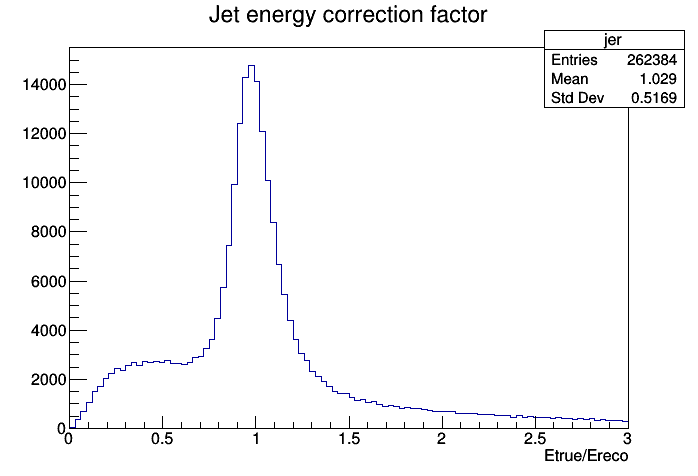 Jet energy correction factor
jer
Entries 262384
Mean 1.029
Std Dev 0.5169
14000
12000
10000
8000
6000
4000
2000
0
0 0.5 1 1.5 2 2.5 3
Etrue/Ereco